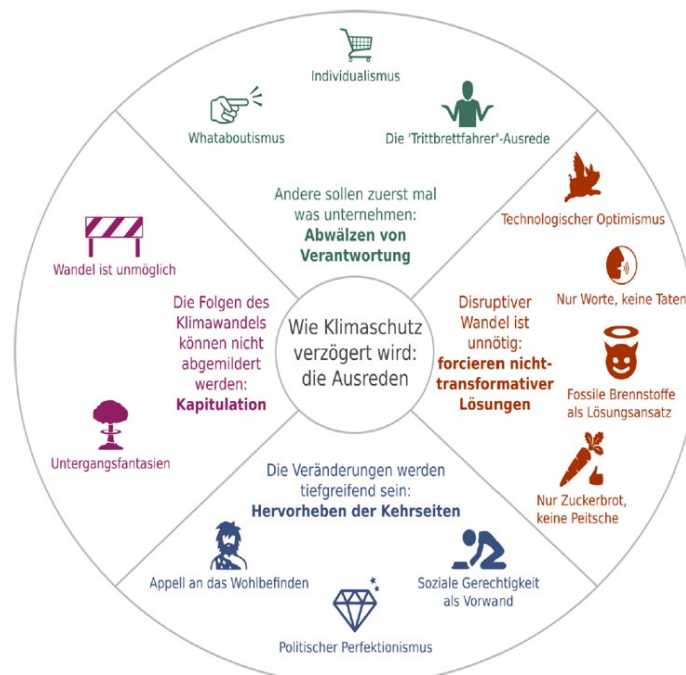 Wie Klimaschutz
verzögert wird:
die Ausreden
Individualismus
Whataboutismus
Die 'Trittbrettfahrer'-Ausrede
Andere sollen zuerst mal
was unternehmen:
Abwälzen von
Verantwortung
Technologischer Optimismus
Nur Worte, keine Taten
Fossile Brennstoffe
als Lösungsansatz
Nur Zuckerbrot,
keine Peitsche
Disruptiver
Wandel ist
unnötig:
forcieren nicht-
transformativer
Lösungen
Die Veränderungen werden
tiefgreifend sein:
Hervorheben der Kehrseiten
Appell an das Wohlbefinden
Politischer Perfektionismus
Soziale Gerechtigkeit
als Vorwand
Wandel ist unmöglich
Die Folgen des
Klimawandels
können nicht
abgemildert
werden:
Kapitulation
Untergangsfantasien